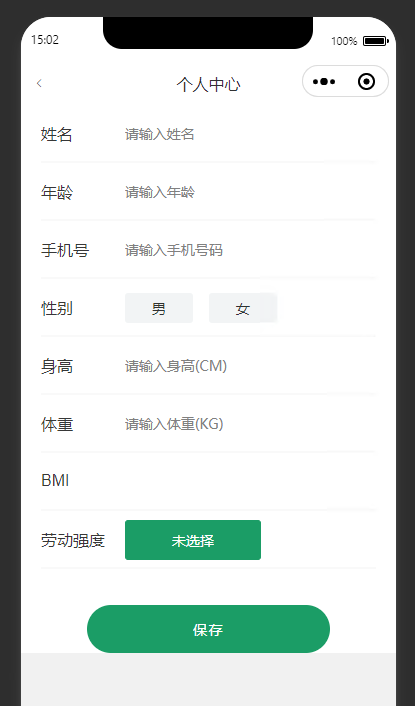 15:02 100%
个人中心
姓名 请输入姓名
年龄 请输入年龄
手机号 请输入手机号码
性别 男 女
身高 请输入身高(CM)
体重 请输入体重(KG)
BMI
劳动强度 未选择
保存